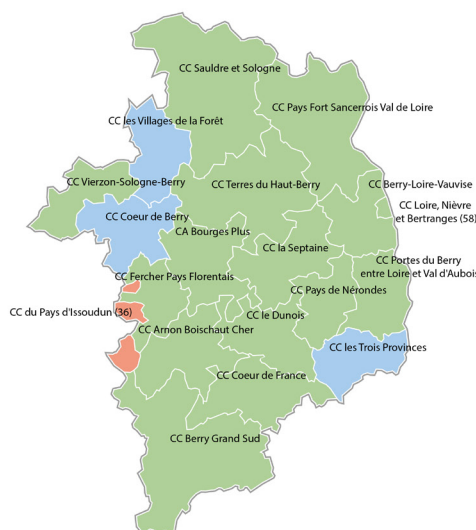 CC Sauldre et Sologne
CC Pays Fort Sancerrois Val de Loire
CC les Villages de la Forêt
CC Vierzon-Sologne-Berry
CC Terres du Haut-Berry
CC Berry-Loire-Vauvise
CC Loire, Nièvre
et Bertranges (58)
CC Coeur de Berry
CA Bourges Plus
CC la Septaine
CC Portes du Berry
entre Loire et Val d'Aubois
CC Fercher Pays Florentais
CC Pays de Nérondes
CC du Pays d'Issoudun (36)
CC le Dunois
CC Arnon Boischaut Cher
CC les Trois Provinces
CC Coeur de France
CC Berry Grand Sud